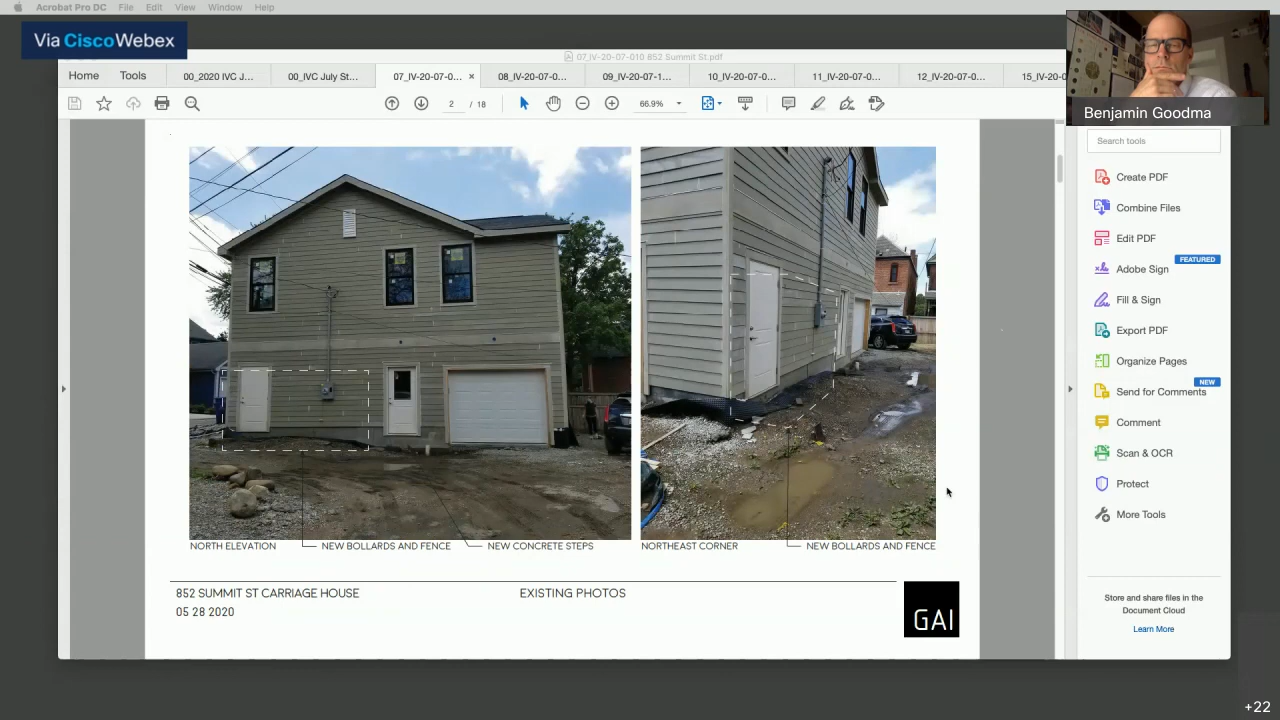 Acrobat Pro DC File Edit View Window Help
Via Cisco Webex
07_IV-20-07-010 852 Summit St.pdf
Home Tools 00_2020 IVC J... 00_IVC July St... 07_IV-20-07-0... × 08_IV-20-07-0... 09_IV-20-07-1... 10_IV-20-07-0... 11_IV-20-07-0... 12_IV-20-07-0... 15_IV-20-0
2 / 18 66.9%
Benjamin Goodma
Search tools
Create PDF
Combine Files
Edit PDF
FEATURED
Adobe Sign
Fill & Sign
Export PDF
Organize Pages
NEW
Send for Comments
Comment
Scan & OCR
Protect
More Tools
Store and share files in the
Document Cloud
Learn More
NORTH ELEVATION NEW BOLLARDS AND FENCE NEW CONCRETE STEPS NORTHEAST CORNER NEW BOLLARDS AND FENCE
852 SUMMIT ST CARRIAGE HOUSE EXISTING PHOTOS
05 28 2020
GAI
+22